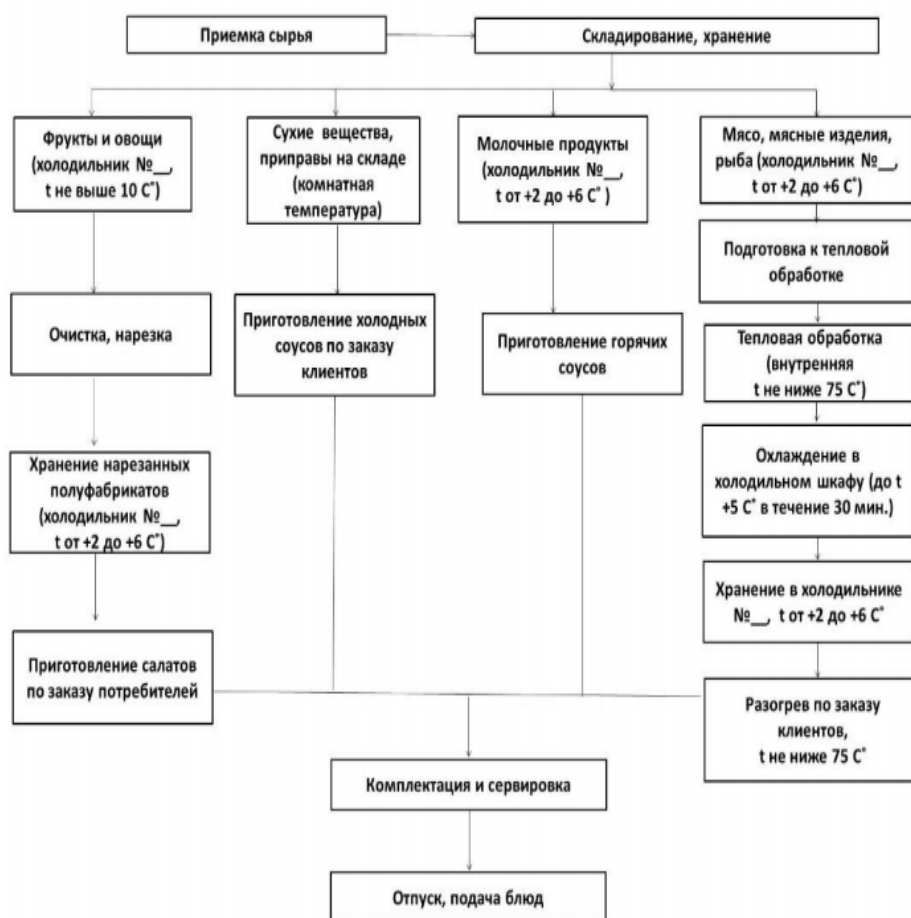 Приемка сырья
Складирование, хранение
Фрукты и овощи
(холодильник №__,
t не выше 10 С˚)
Сухие вещества,
приправы на складе
(комнатная
температура)
Молочные продукты
(холодильник №__,
t от +2 до +6 С˚ )
Мясо, мясные изделия,
рыба (холодильник №__,
t от +2 до +6 С˚)
Подготовка к тепловой
обработке
Очистка, нарезка
Приготовление холодных
соусов по заказу
клиентов
Приготовление горячих
соусов
Тепловая обработка
(внутренняя
t не ниже 75 С˚)
Хранение нарезанных
полуфабрикатов
(холодильник №__,
t от +2 до +6 С˚)
Охлаждение в
холодильном шкафу (до t
+5 С˚ в течение 30 мин.)
Хранение в холодильнике
№__, t от +2 до +6 С˚
Приготовление салатов
по заказу потребителей
Разогрев по заказу
клиентов,
t не ниже 75 С˚
Комплектация и сервировка
Отпуск, подача блюд